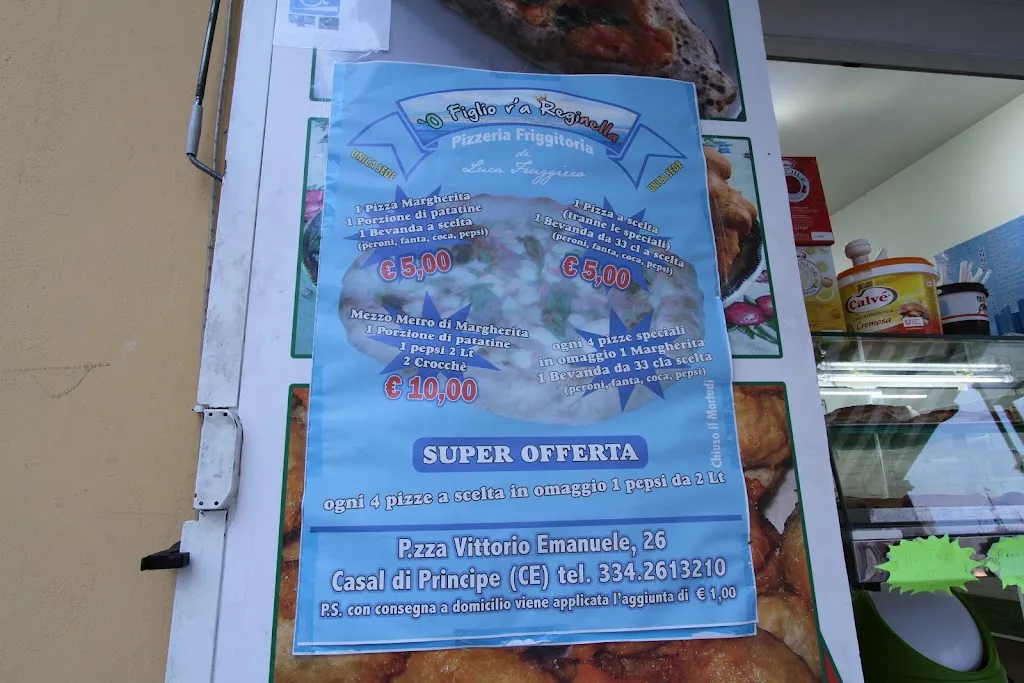 'O Figlio r'a Reginella
Pizzeria Friggitoria
di
Luca Fruggiero
UNICA SEDE
UNICA SEDE
1 Pizza Margherita
1 Porzione di patatine
1 Bevanda a scelta
(peroni, fanta, coca, pepsi)
€ 5,00
1 Pizza a scelta
(tranne le speciali)
1 Bevanda da 33 cl a scelta
(peroni, fanta, coca, pepsi)
€ 5,00
Mezzo Metro di Margherita
1 Porzione di patatine
1 pepsi 2 Lt
2 Crocchè
€ 10,00
ogni 4 pizze speciali
in omaggio 1 Margherita
1 Bevanda da 33 cla scelta
(peroni, fanta, coca, pepsi)
Chiuso il Martedì
SUPER OFFERTA
ogni 4 pizze a scelta in omaggio 1 pepsi da 2 Lt
P.zza Vittorio Emanuele, 26
Casal di Principe (CE) tel. 334.2613210
P.S. con consegna a domicilio viene applicata l'aggiunta di € 1,00
Calvé
Cremosa